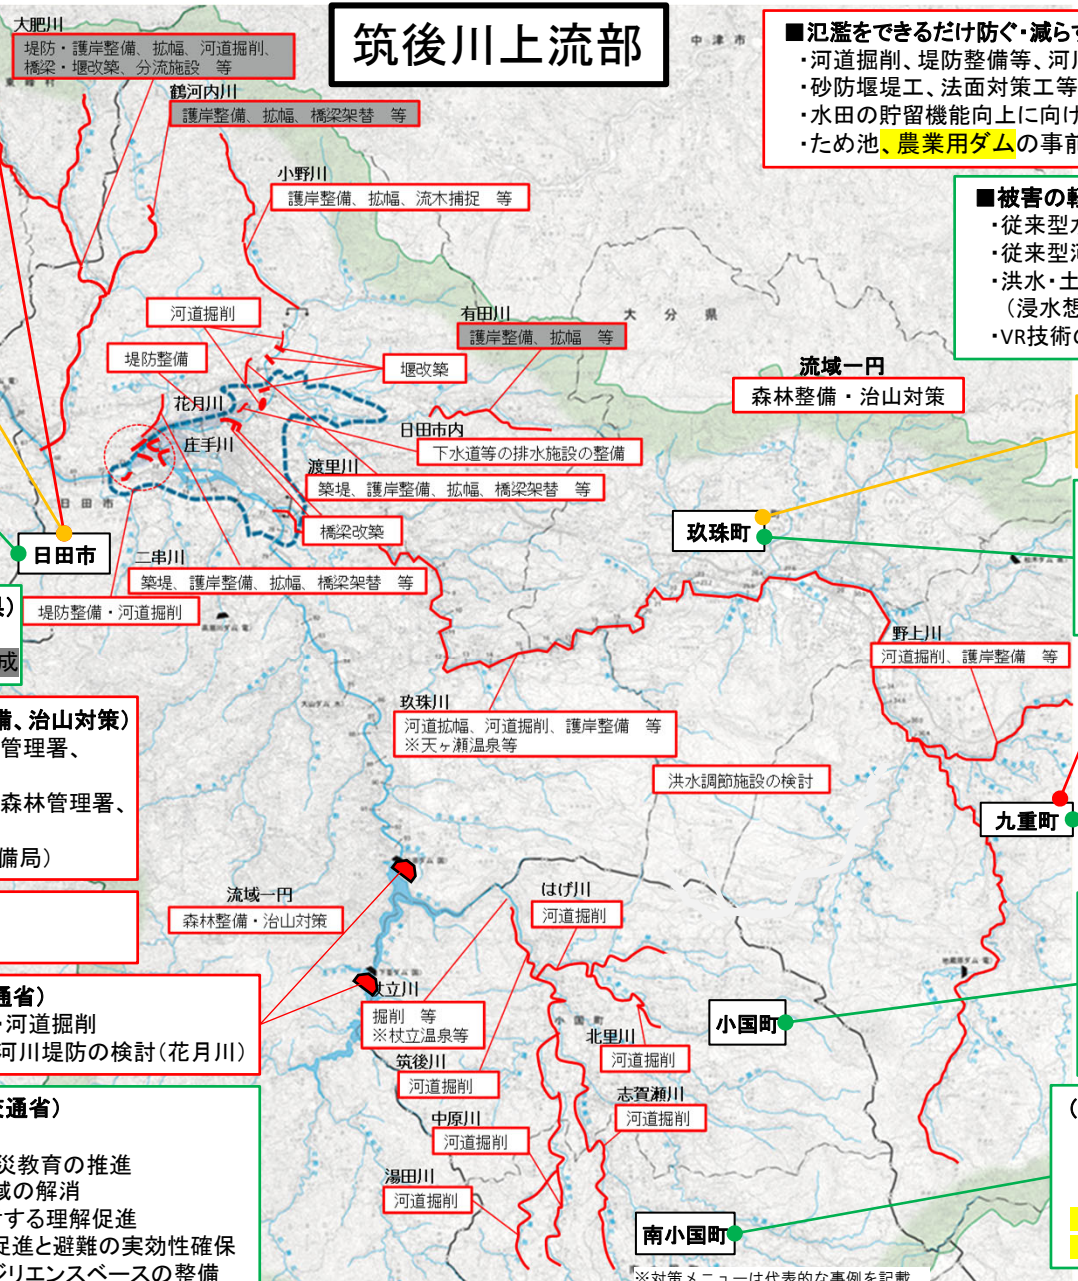 筑後川上流部
大肥川
堤防・護岸整備、拡幅、河道掘削、
橋梁・堰改築、分流施設　等
鶴河内川
護岸整備、拡幅、橋梁架替　等
小野川
護岸整備、拡幅、流木捕捉　等
中 津 市
■氾濫をできるだけ防ぐ・減らす
・河道掘削、堤防整備等、河川
・砂防堰堤工、法面対策工等
・水田の貯留機能向上に向け
・ため池、農業用ダムの事前
■被害の軽
・従来型水
・従来型河
・洪水・土
（浸水想
・VR技術の
河道掘削
堤防整備
有田川
護岸整備、拡幅　等
大 分 県
堰改築
流域一円
森林整備・治山対策
花月川
庄手川
日田市内
下水道等の排水施設の整備
渡里川
築堤、護岸整備、拡幅、橋梁架替　等
橋梁改築
日 田 市
日田市
玖珠町
二串川
築堤、護岸整備、拡幅、橋梁架替　等
堤防整備・河道掘削
県）
成
野上川
河道掘削、護岸整備　等
玖珠川
河道拡幅、河道掘削、護岸整備　等
※天ヶ瀬温泉等
備、治山対策）
管理署、
森林管理署、
備局）
洪水調節施設の検討
九重町
流域一円
森林整備・治山対策
はげ川
河道掘削
通省）
・河道掘削
河川堤防の検討（花月川）
杖立川
掘削　等
※杖立温泉等
小 国 町
小国町
北里川
河道掘削
筑後川
河道掘削
志賀瀬川
河道掘削
中原川
河道掘削
湯田川
河道掘削
南小国町
交通省）
災教育の推進
域の解消
する理解促進
促進と避難の実効性確保
ジリエンスベースの整備
（
※対策メニューは代表的な事例を記載